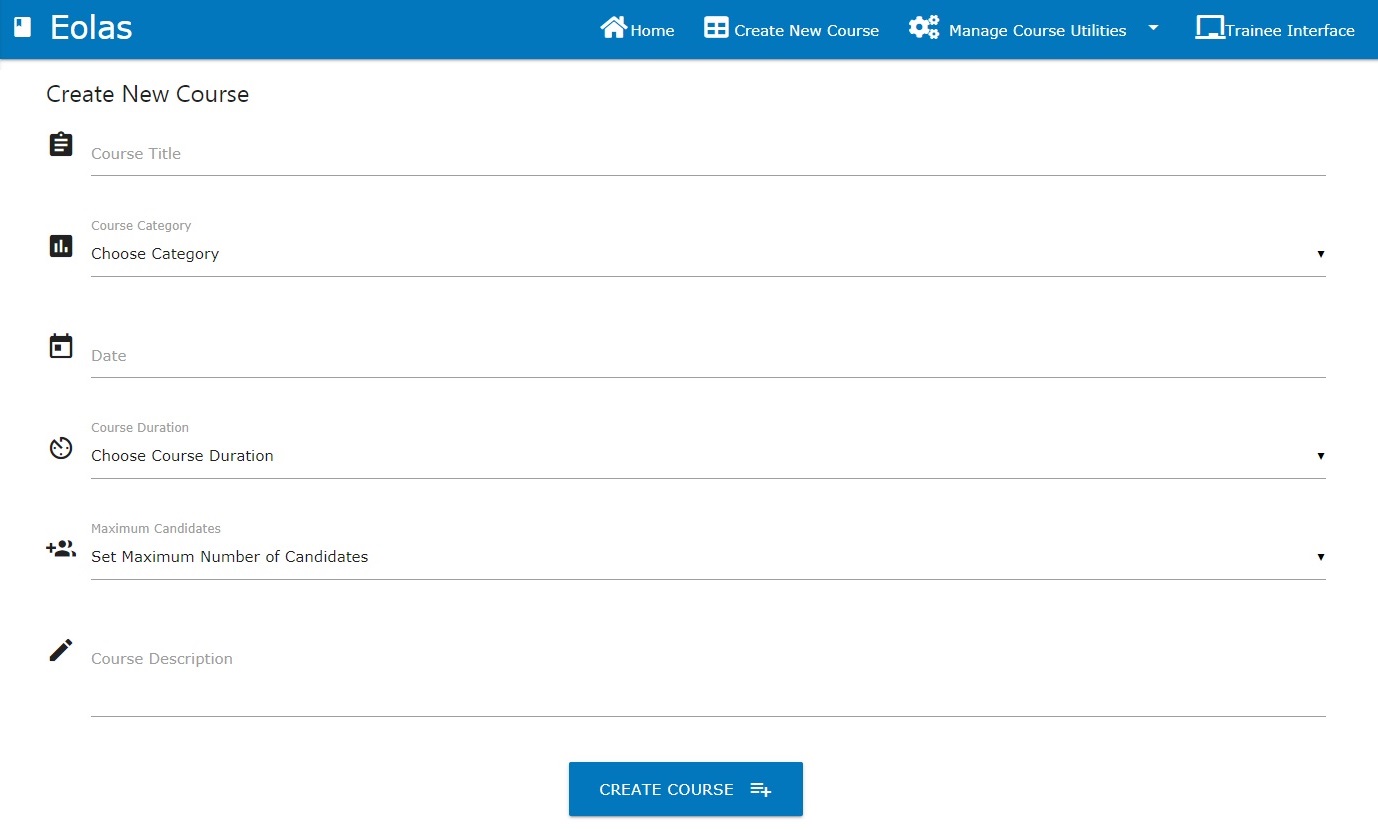 Eolas
Home
Create New Course
Manage Course Utilities
Trainee Interface
Create New Course
Course Title
Course Category
Choose Category
Date
Course Duration
Choose Course Duration
Maximum Candidates
Set Maximum Number of Candidates
Course Description
CREATE COURSE